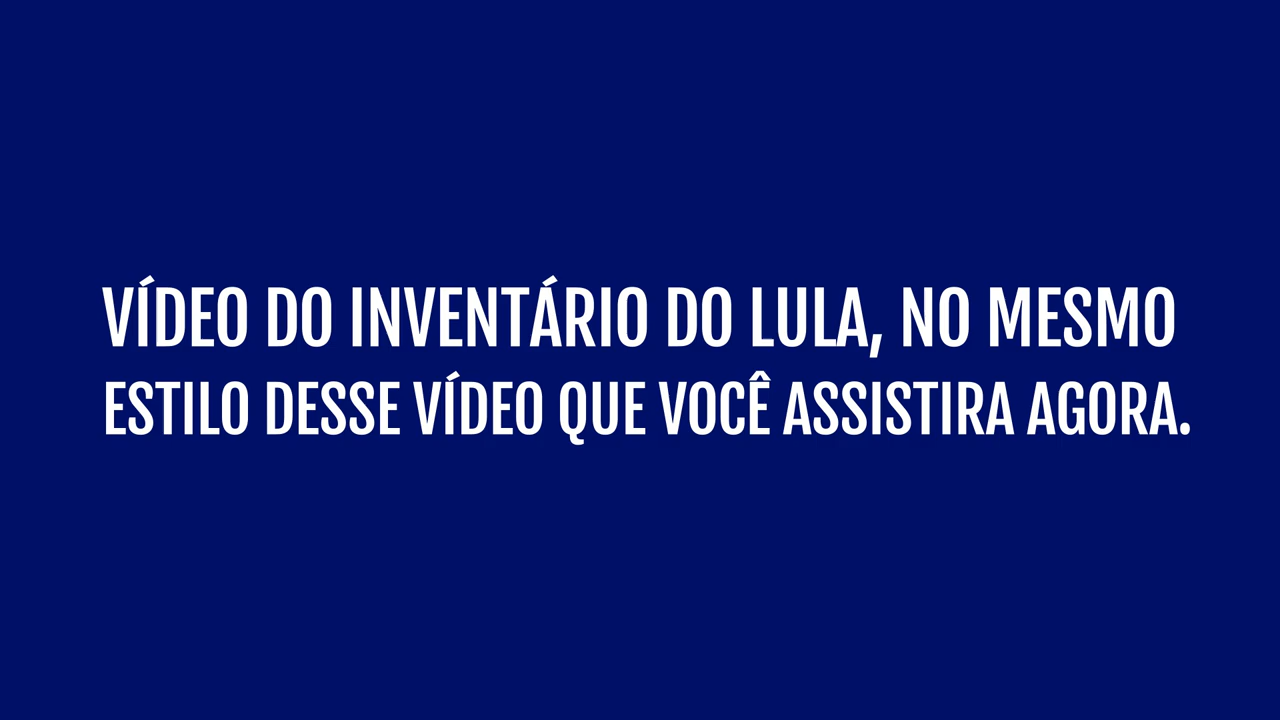 VÍDEO DO INVENTÁRIO DO LULA, NO MESMO
ESTILO DESSE VÍDEO QUE VOCÊ ASSISTIRA AGORA.